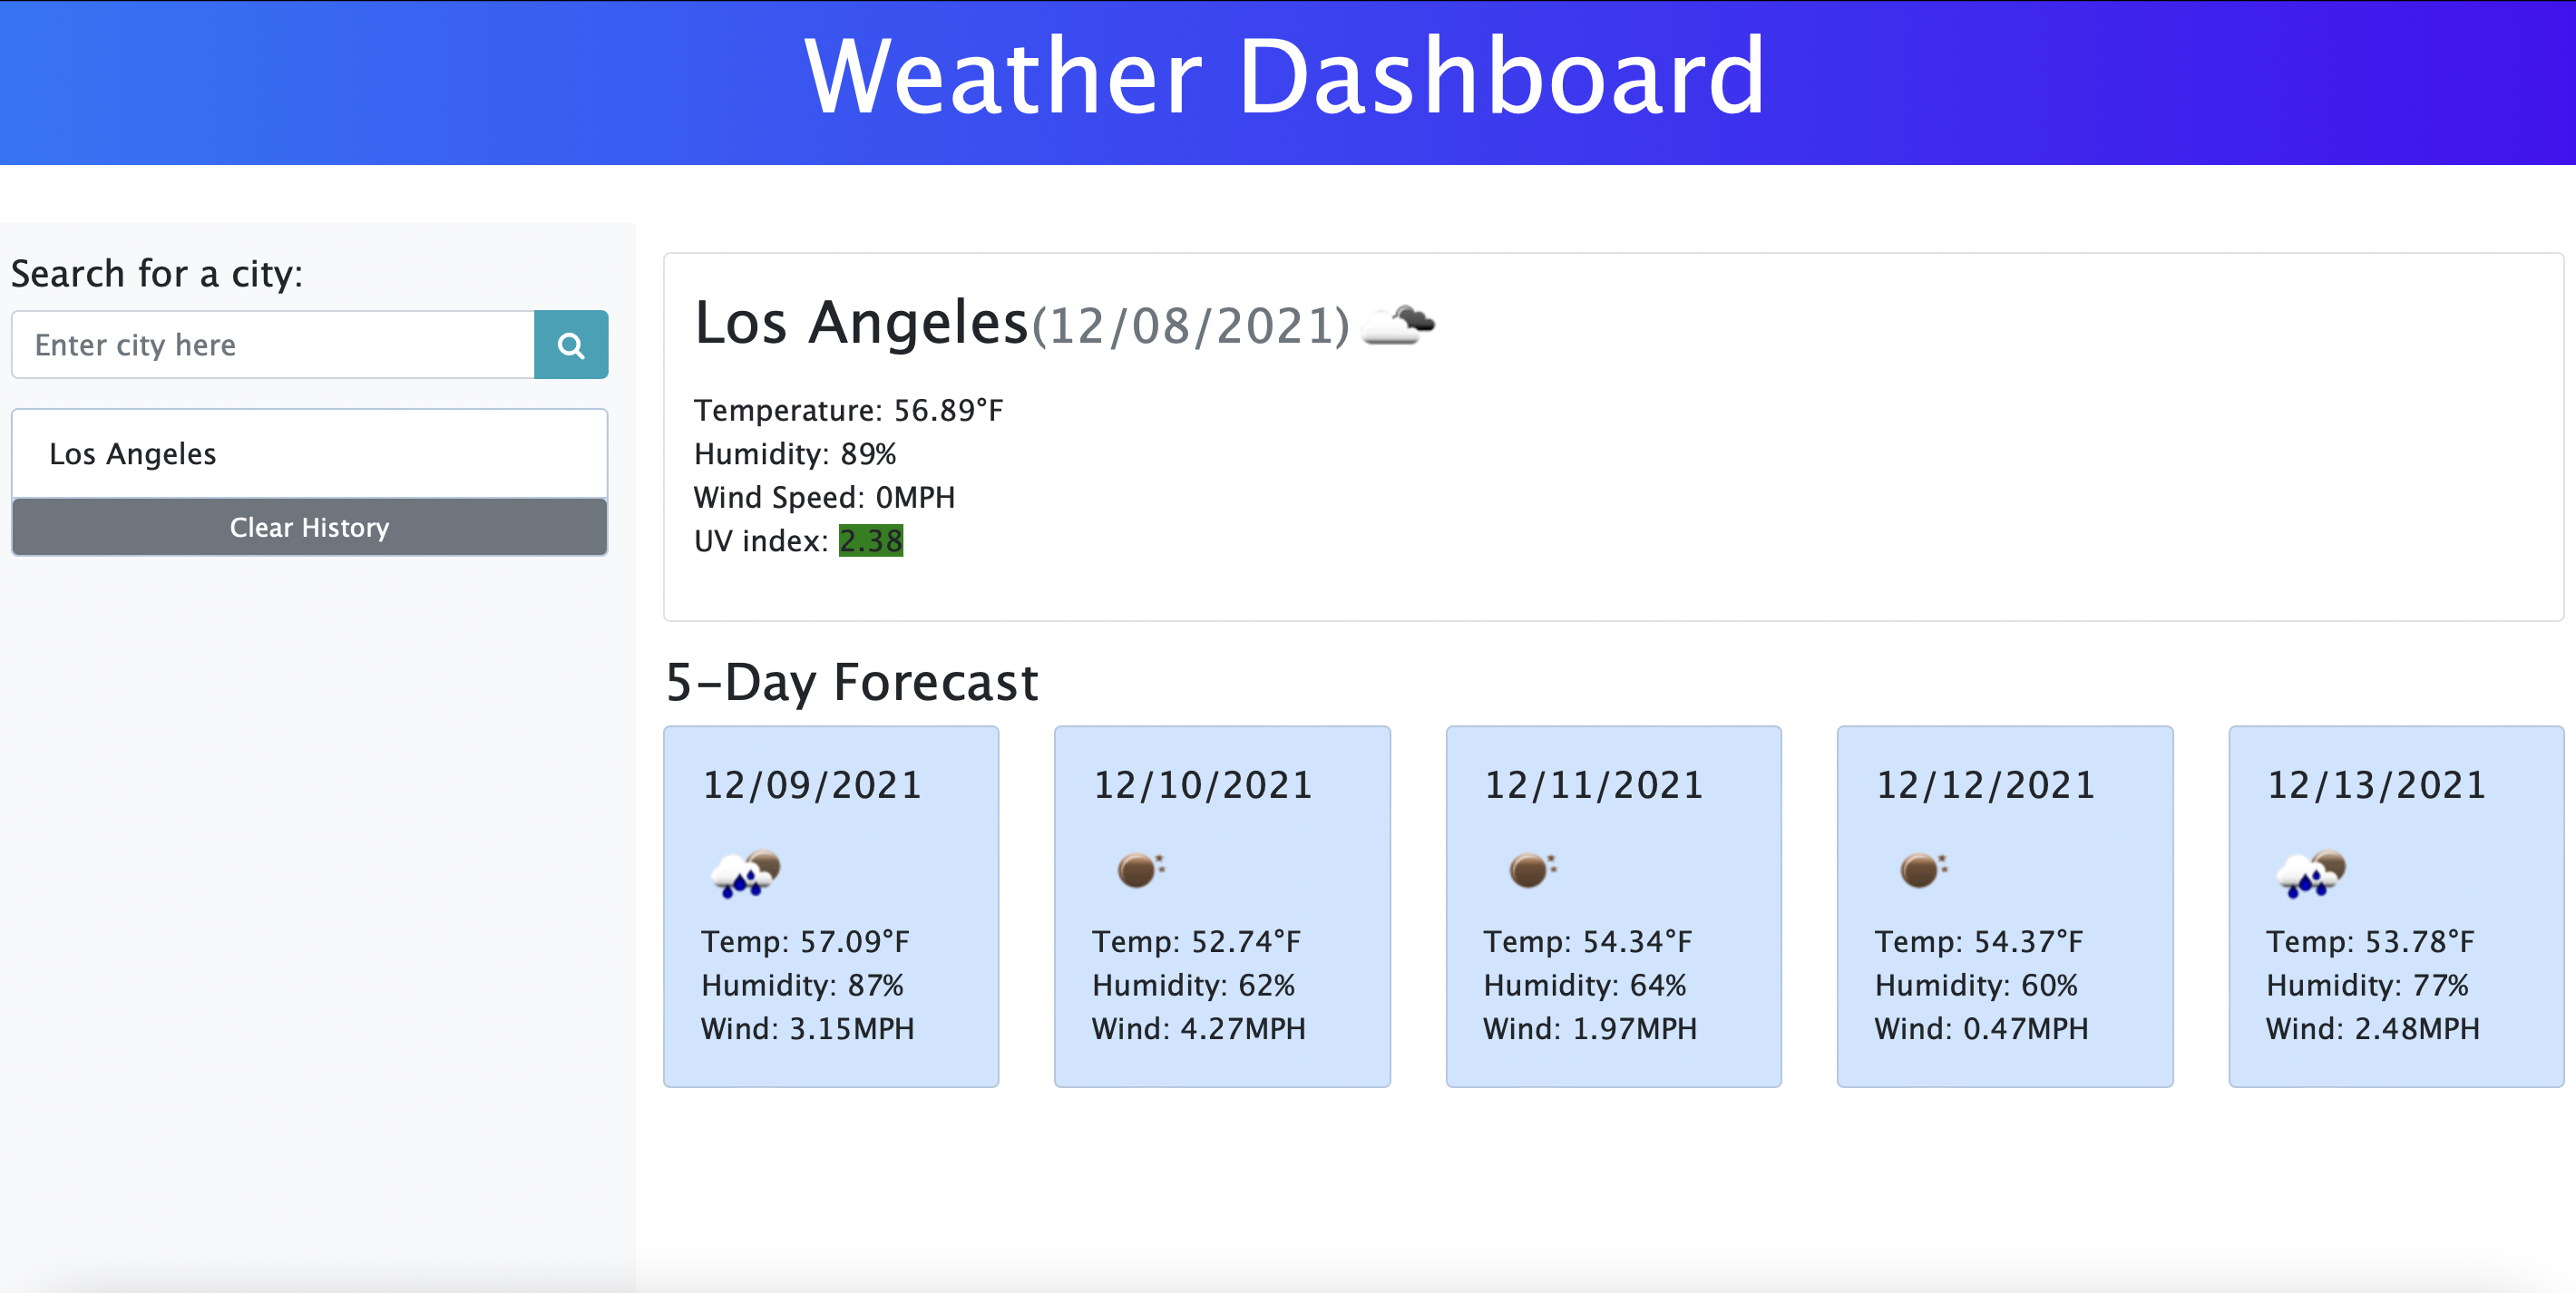 Weather Dashboard
Search for a city:
Enter city here
Los Angeles
Clear History
Los Angeles(12/08/2021)
Temperature: 56.89°F
Humidity: 89%
Wind Speed: 0MPH
UV index: 2.38
5-Day Forecast
12/09/2021
Temp: 57.09°F
Humidity: 87%
Wind: 3.15MPH
12/10/2021
Temp: 52.74°F
Humidity: 62%
Wind: 4.27MPH
12/11/2021
Temp: 54.34°F
Humidity: 64%
Wind: 1.97MPH
12/12/2021
Temp: 54.37°F
Humidity: 60%
Wind: 0.47MPH
12/13/2021
Temp: 53.78°F
Humidity: 77%
Wind: 2.48MPH